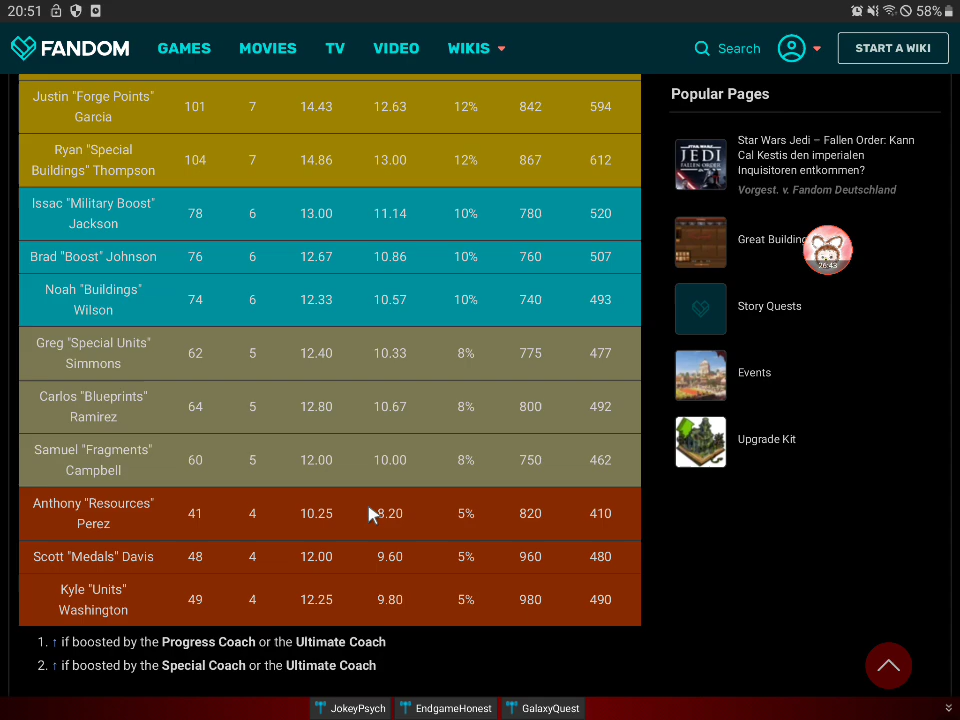 20:51 58%
FANDOM GAMES MOVIES TV VIDEO WIKIS Search START A WIKI
Justin "Forge Points" Garcia 101 7 14.43 12.63 12% 842 594
Ryan "Special Buildings" Thompson 104 7 14.86 13.00 12% 867 612
Issac "Military Boost" Jackson 78 6 13.00 11.14 10% 780 520
Brad "Boost" Johnson 76 6 12.67 10.86 10% 760 507
Noah "Buildings" Wilson 74 6 12.33 10.57 10% 740 493
Greg "Special Units" Simmons 62 5 12.40 10.33 8% 775 477
Carlos "Blueprints" Ramirez 64 5 12.80 10.67 8% 800 492
Samuel "Fragments" Campbell 60 5 12.00 10.00 8% 750 462
Anthony "Resources" Perez 41 4 10.25 8.20 5% 820 410
Scott "Medals" Davis 48 4 12.00 9.60 5% 960 480
Kyle "Units" Washington 49 4 12.25 9.80 5% 980 490
1. ↑ if boosted by the Progress Coach or the Ultimate Coach
2. ↑ if boosted by the Special Coach or the Ultimate Coach
Popular Pages
STAR WARS
JEDI
FALLEN ORDER
Star Wars Jedi – Fallen Order: Kann
Cal Kestis den imperialen
Inquisitoren entkommen?
Vorgest. v. Fandom Deutschland
Great Building
26:43
Story Quests
Events
Upgrade Kit
JokeyPsych EndgameHonest GalaxyQuest